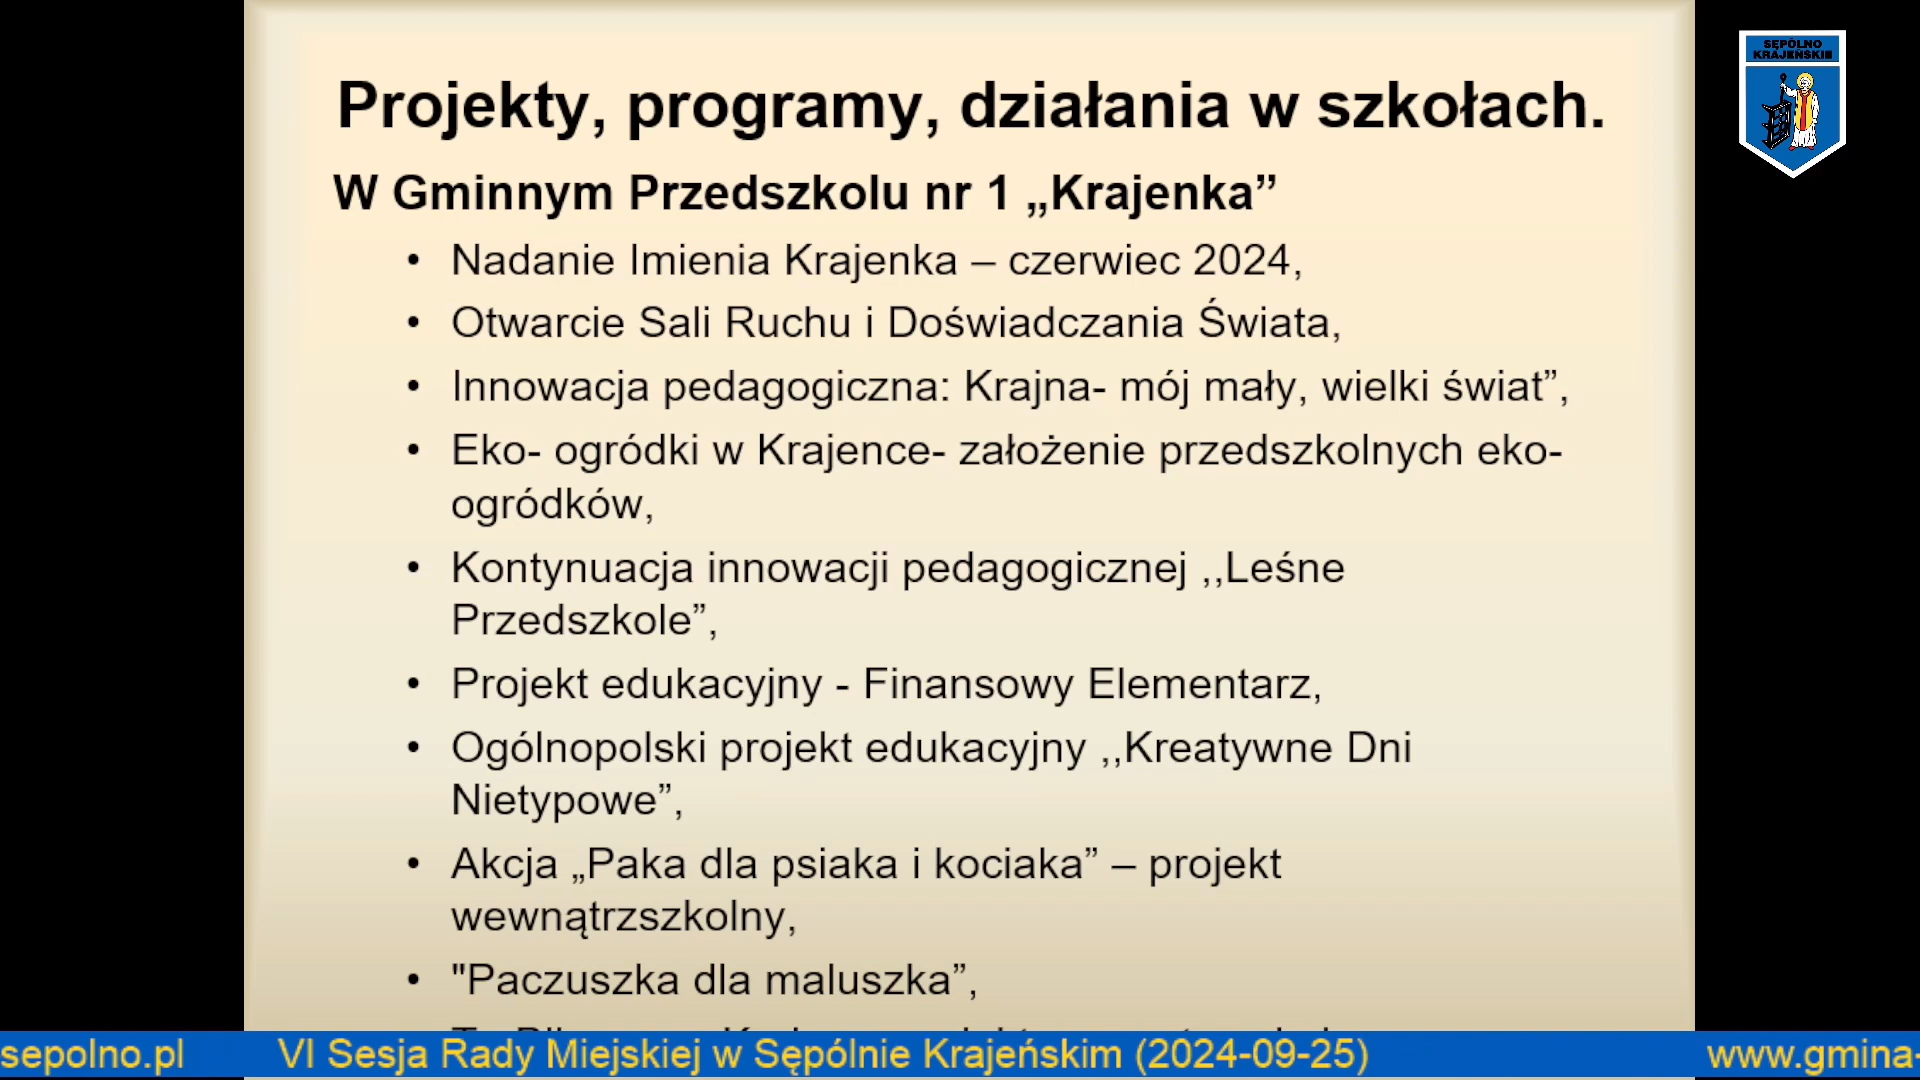 SĘPÓLNO
KRAJEŃSKIE
Projekty, programy, działania w szkołach.
W Gminnym Przedszkolu nr 1 „Krajenka”
• Nadanie Imienia Krajenka – czerwiec 2024,
• Otwarcie Sali Ruchu i Doświadczania Świata,
• Innowacja pedagogiczna: Krajna- mój mały, wielki świat”,
• Eko- ogródki w Krajence- założenie przedszkolnych eko-
ogródków,
• Kontynuacja innowacji pedagogicznej ,,Leśne
Przedszkole”,
• Projekt edukacyjny - Finansowy Elementarz,
• Ogólnopolski projekt edukacyjny ,,Kreatywne Dni
Nietypowe”,
• Akcja „Paka dla psiaka i kociaka” – projekt
wewnątrzszkolny,
• "Paczuszka dla maluszka”,
sepolno.pl VI Sesja Rady Miejskiej w Sępólnie Krajeńskim (2024-09-25) www.gmina-